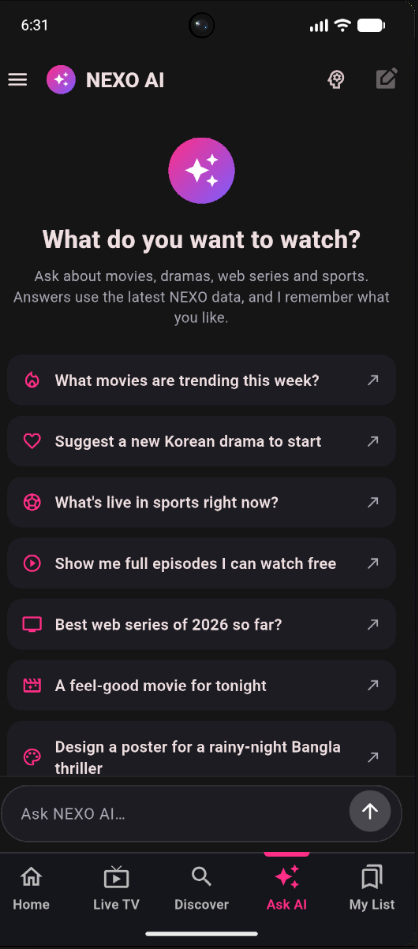 6:31
NEXO AI
What do you want to watch?
Ask about movies, dramas, web series and sports.
Answers use the latest NEXO data, and I remember what
you like.
What movies are trending this week?
Suggest a new Korean drama to start
What's live in sports right now?
Show me full episodes I can watch free
Best web series of 2026 so far?
A feel-good movie for tonight
Design a poster for a rainy-night Bangla
thriller
Ask NEXO AI...
Home
Live TV
Discover
Ask AI
My List